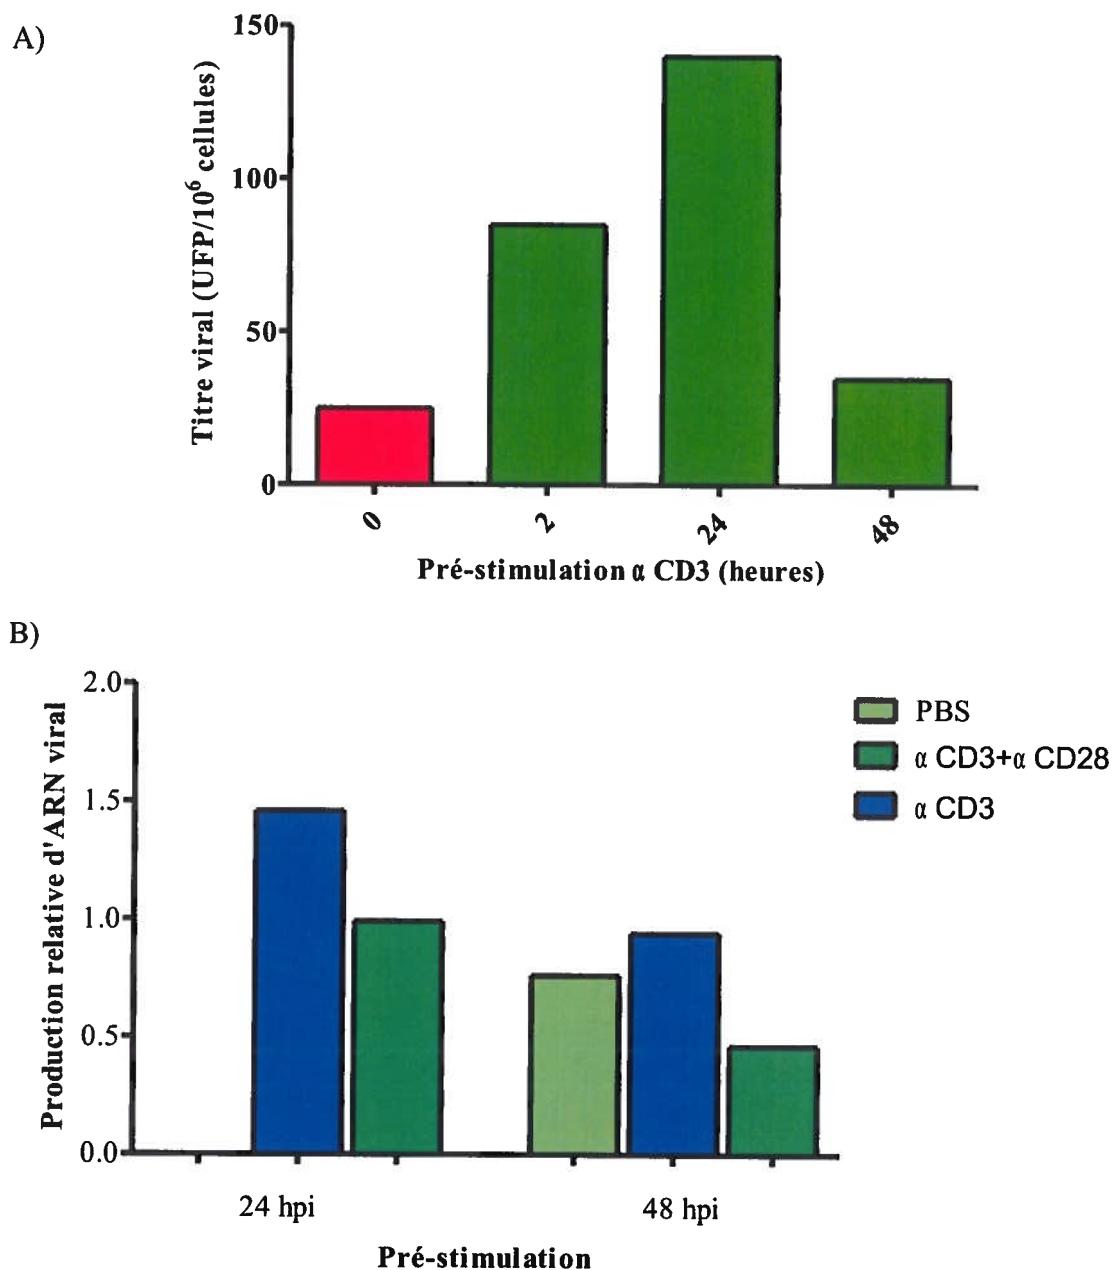 A)
150
100
50
0
Titre viral (UFP/10⁶ cellules)
0
2
24
48
Pré-stimulation α CD3 (heures)
B)
2.0
1.5
1.0
0.5
0.0
Production relative d'ARN viral
PBS
α CD3+α CD28
α CD3
24 hpi
48 hpi
Pré-stimulation